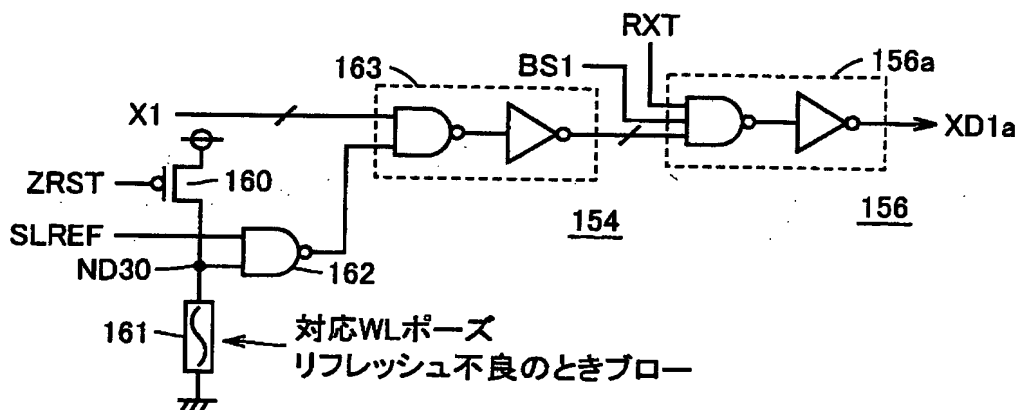 RXT
163
BS1
156a
X1
XD1a
ZRST
160
SLREF
154
156
ND30
162
161
対応WLポーズ
リフレッシュ不良のときブロー